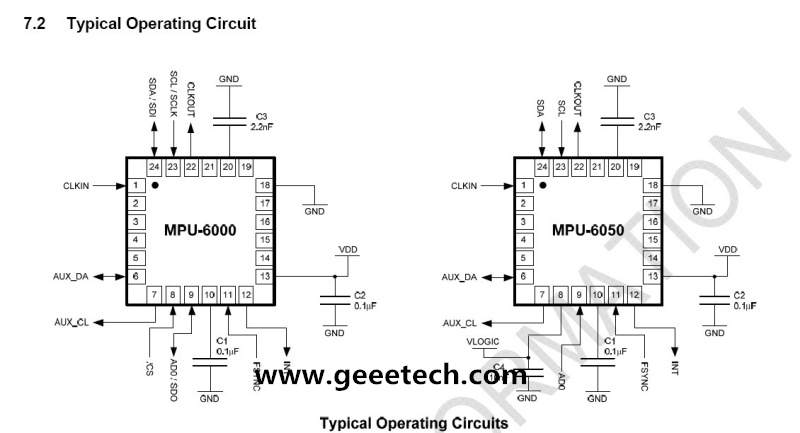 7.2 Typical Operating Circuit
GND
SDA / SDI
SCL / SCLK
CLKOUT
C3
2.2nF
24 23 22 21 20 19
CLKIN
1
2
3
4
5
6
MPU-6000
18
17
16
15
14
13
GND
VDD
AUX_DA
7 8 9 10 11 12
C2
0.1µF
GND
AUX_CL
/CS
AD0 / SDO
C1
0.1µF
FSYNC
INT
GND
GND
SDA
SCL
CLKOUT
C3
2.2nF
24 23 22 21 20 19
CLKIN
1
2
3
4
5
6
MPU-6050
18
17
16
15
14
13
GND
VDD
AUX_DA
7 8 9 10 11 12
C2
0.1µF
GND
AUX_CL
VLOGIC
C4
AD0
C1
0.1µF
FSYNC
INT
GND
GND
www.geeetech.com
ORMATION
Typical Operating Circuits